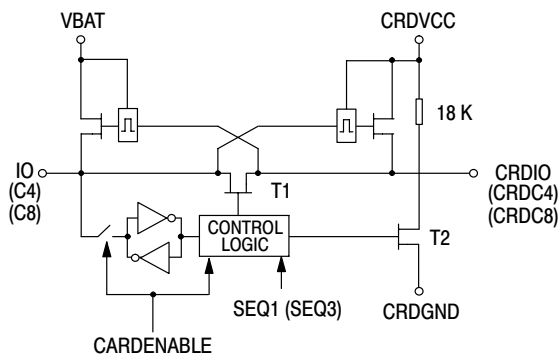 VBAT
CRDVCC
18 K
IO
(C4)
(C8)
T1
CRDIO
(CRDC4)
(CRDC8)
CONTROL
LOGIC
T2
SEQ1 (SEQ3)
CRDGND
CARDENABLE